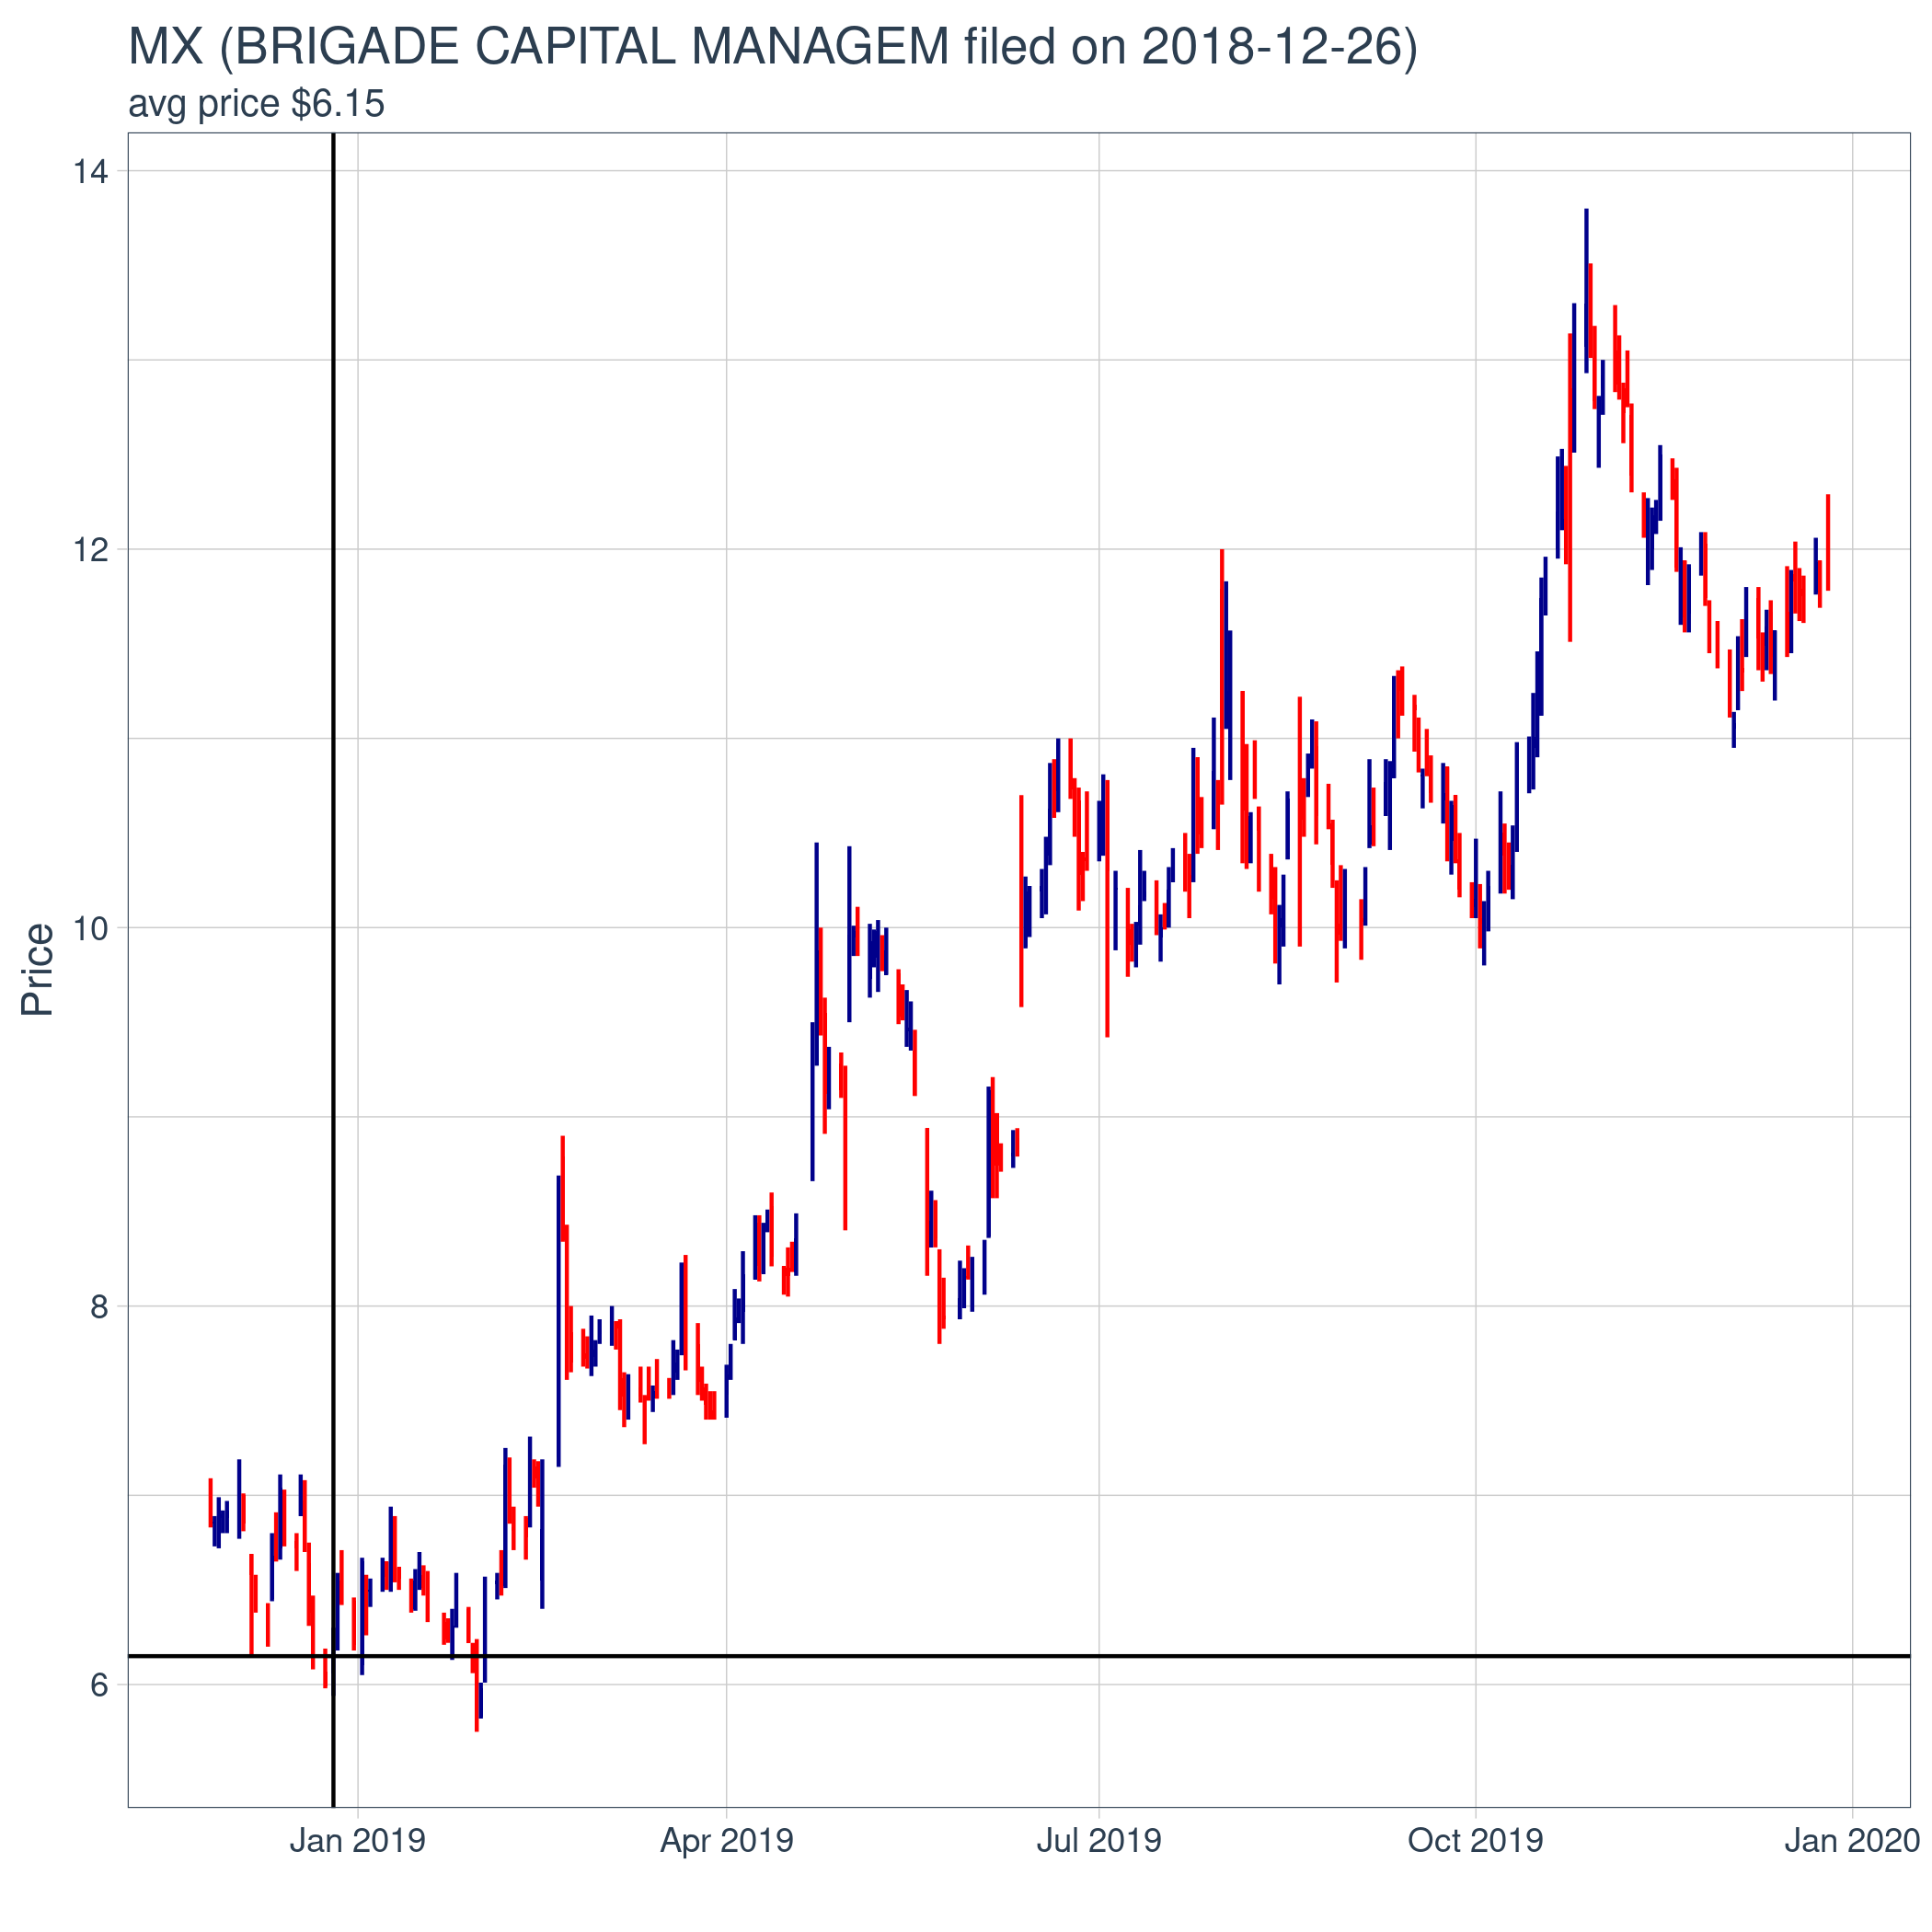 MX (BRIGADE CAPITAL MANAGEM filed on 2018-12-26)
avg price $6.15
14
12
10
8
6
Price
Jan 2019
Apr 2019
Jul 2019
Oct 2019
Jan 2020